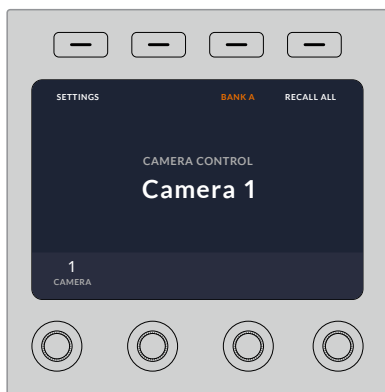 SETTINGS BANK A RECALL ALL
CAMERA CONTROL
Camera 1
1
CAMERA